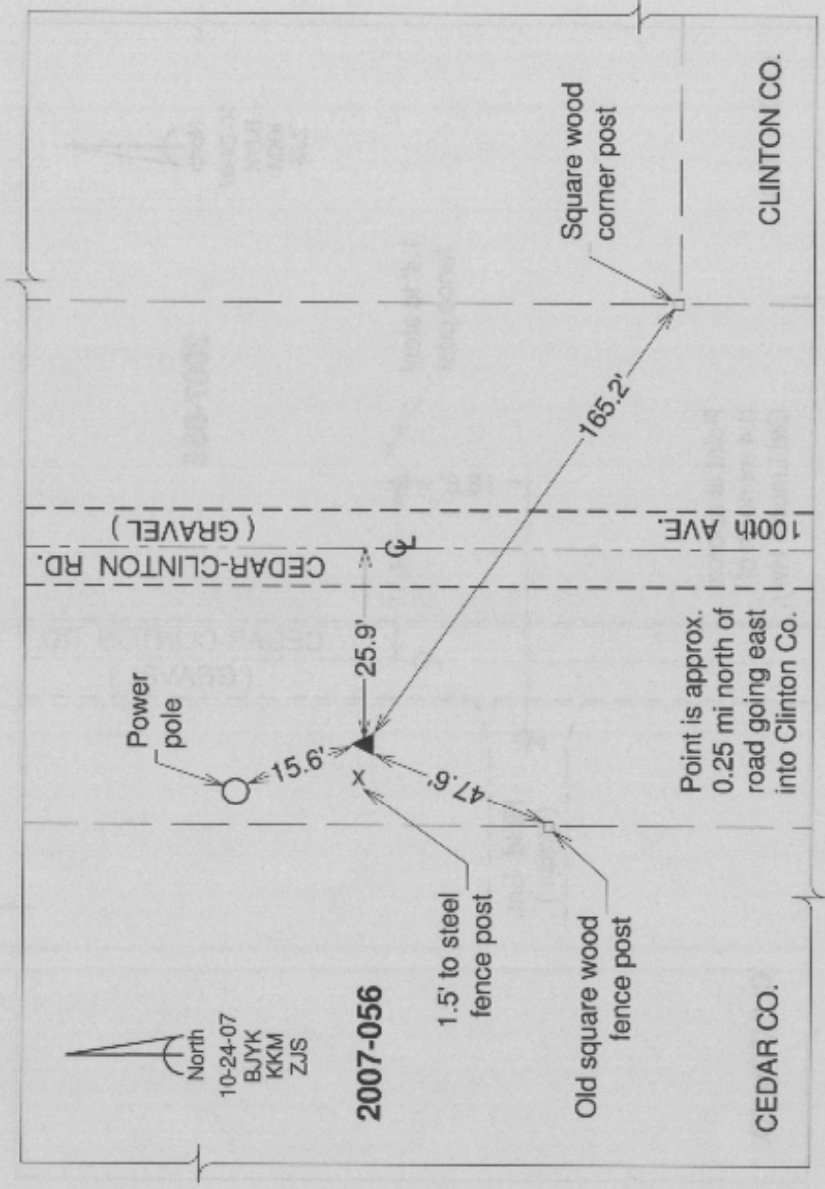 North
10-24-07
BJYK
KKM
ZJS
2007-056
Power
pole
15.6'
25.9'
CEDAR-CLINTON RD.
( GRAVEL )
℄
1.5' to steel
fence post
x
47.6'
165.2'
Old square wood
fence post
Square wood
corner post
Point is approx.
0.25 mi north of
road going east
into Clinton Co.
100th AVE.
CEDAR CO.
CLINTON CO.